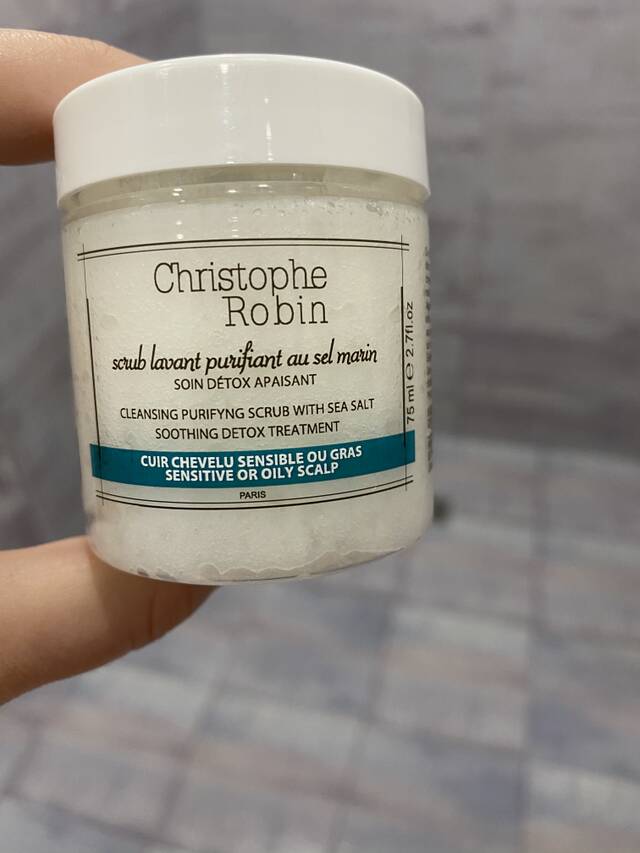 Christophe
Robin
scrub lavant purifiant au sel marin
SOIN DÉTOX APAISANT
CLEANSING PURIFYNG SCRUB WITH SEA SALT
SOOTHING DETOX TREATMENT
CUIR CHEVELU SENSIBLE OU GRAS
SENSITIVE OR OILY SCALP
PARIS
75 ml e 2.7fl.oz